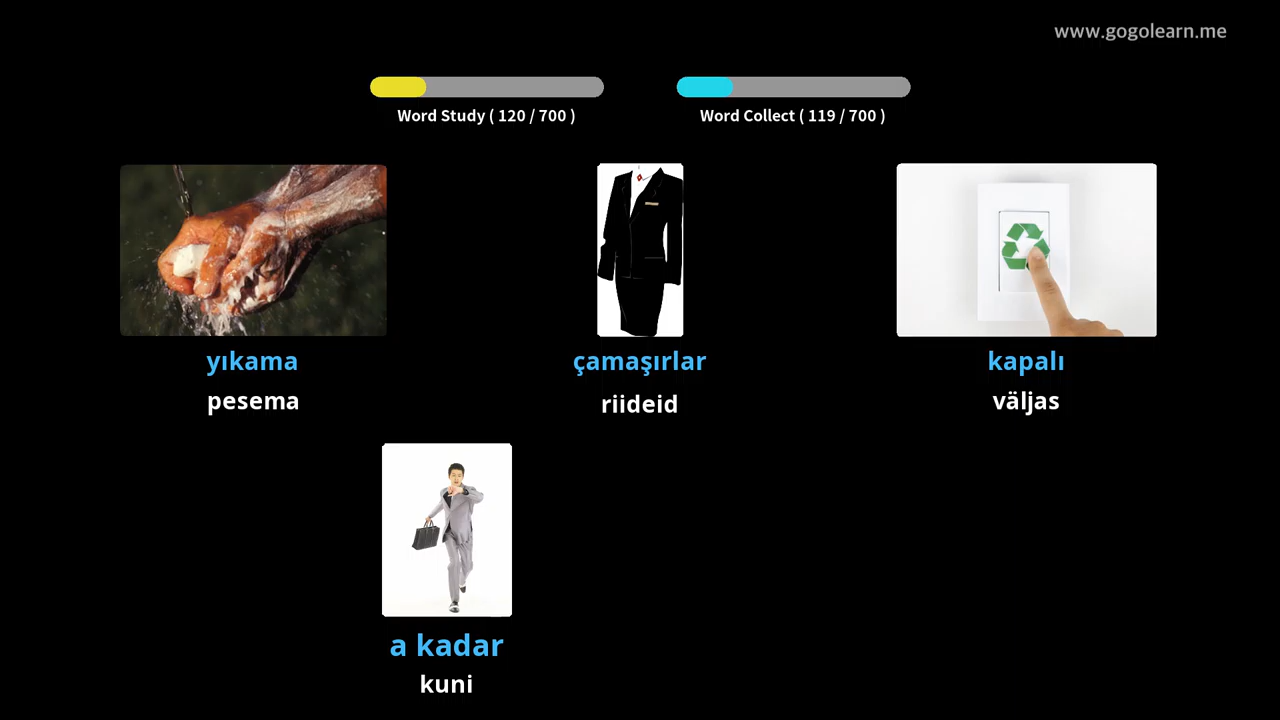 www.gogolearn.me
Word Study ( 120 / 700 )
Word Collect ( 119 / 700 )
yıkama
pesema
çamaşırlar
riideid
kapalı
väljas
a kadar
kuni